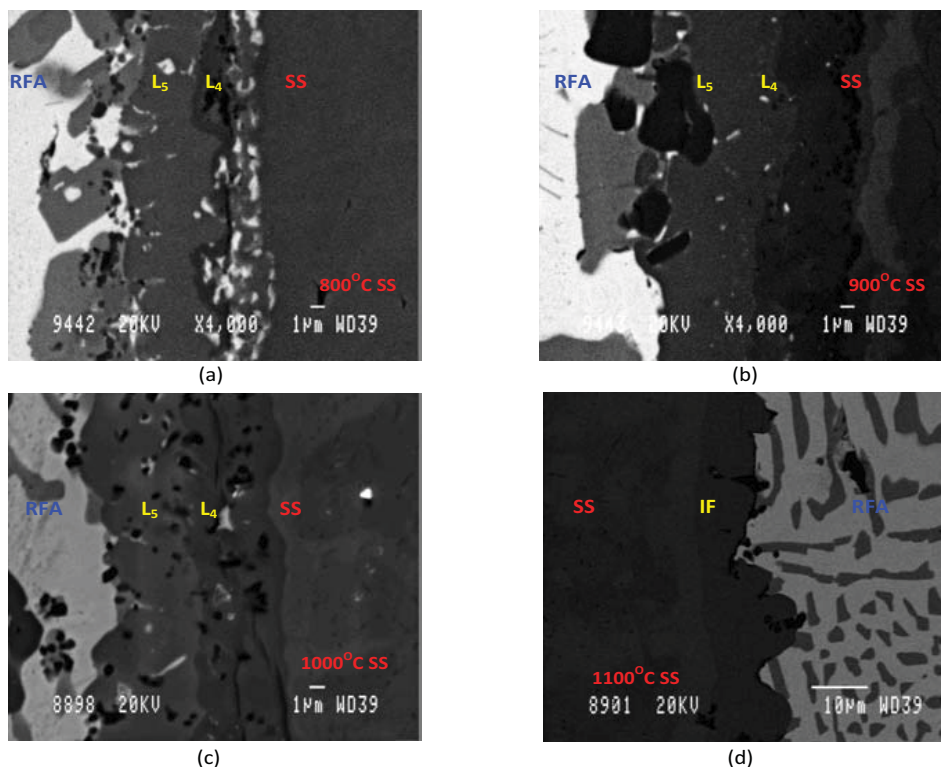 RFA L5 L4 SS
800°C SS
9442 20KV X4,000 1µm WD39
(a)
RFA L5 L4 SS
900°C SS
9443 20KV X4,000 1µm WD39
(b)
RFA L5 L4 SS
1000°C SS
8898 20KV 1µm WD39
(c)
SS IF RFA
1100°C SS
8901 20KV 10µm WD39
(d)